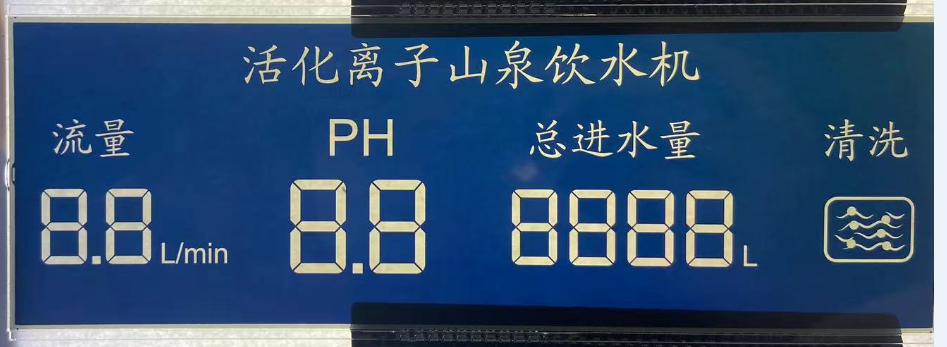 活化离子山泉饮水机
流量 PH 总进水量 清洗
8.8 L/min 8.8 8888 L